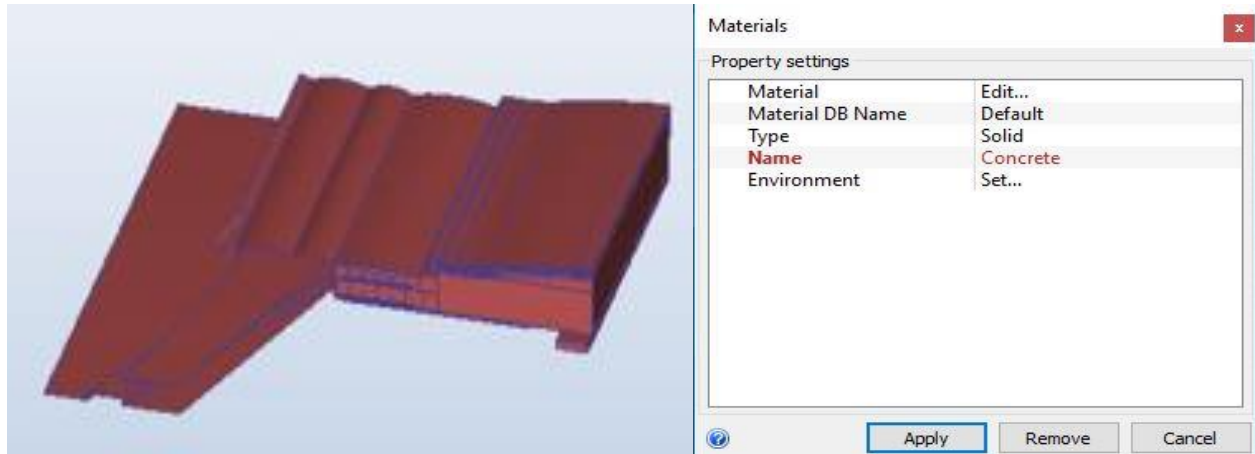 Materials
x
Property settings
Material Edit...
Material DB Name Default
Type Solid
Name Concrete
Environment Set...
? Apply Remove Cancel